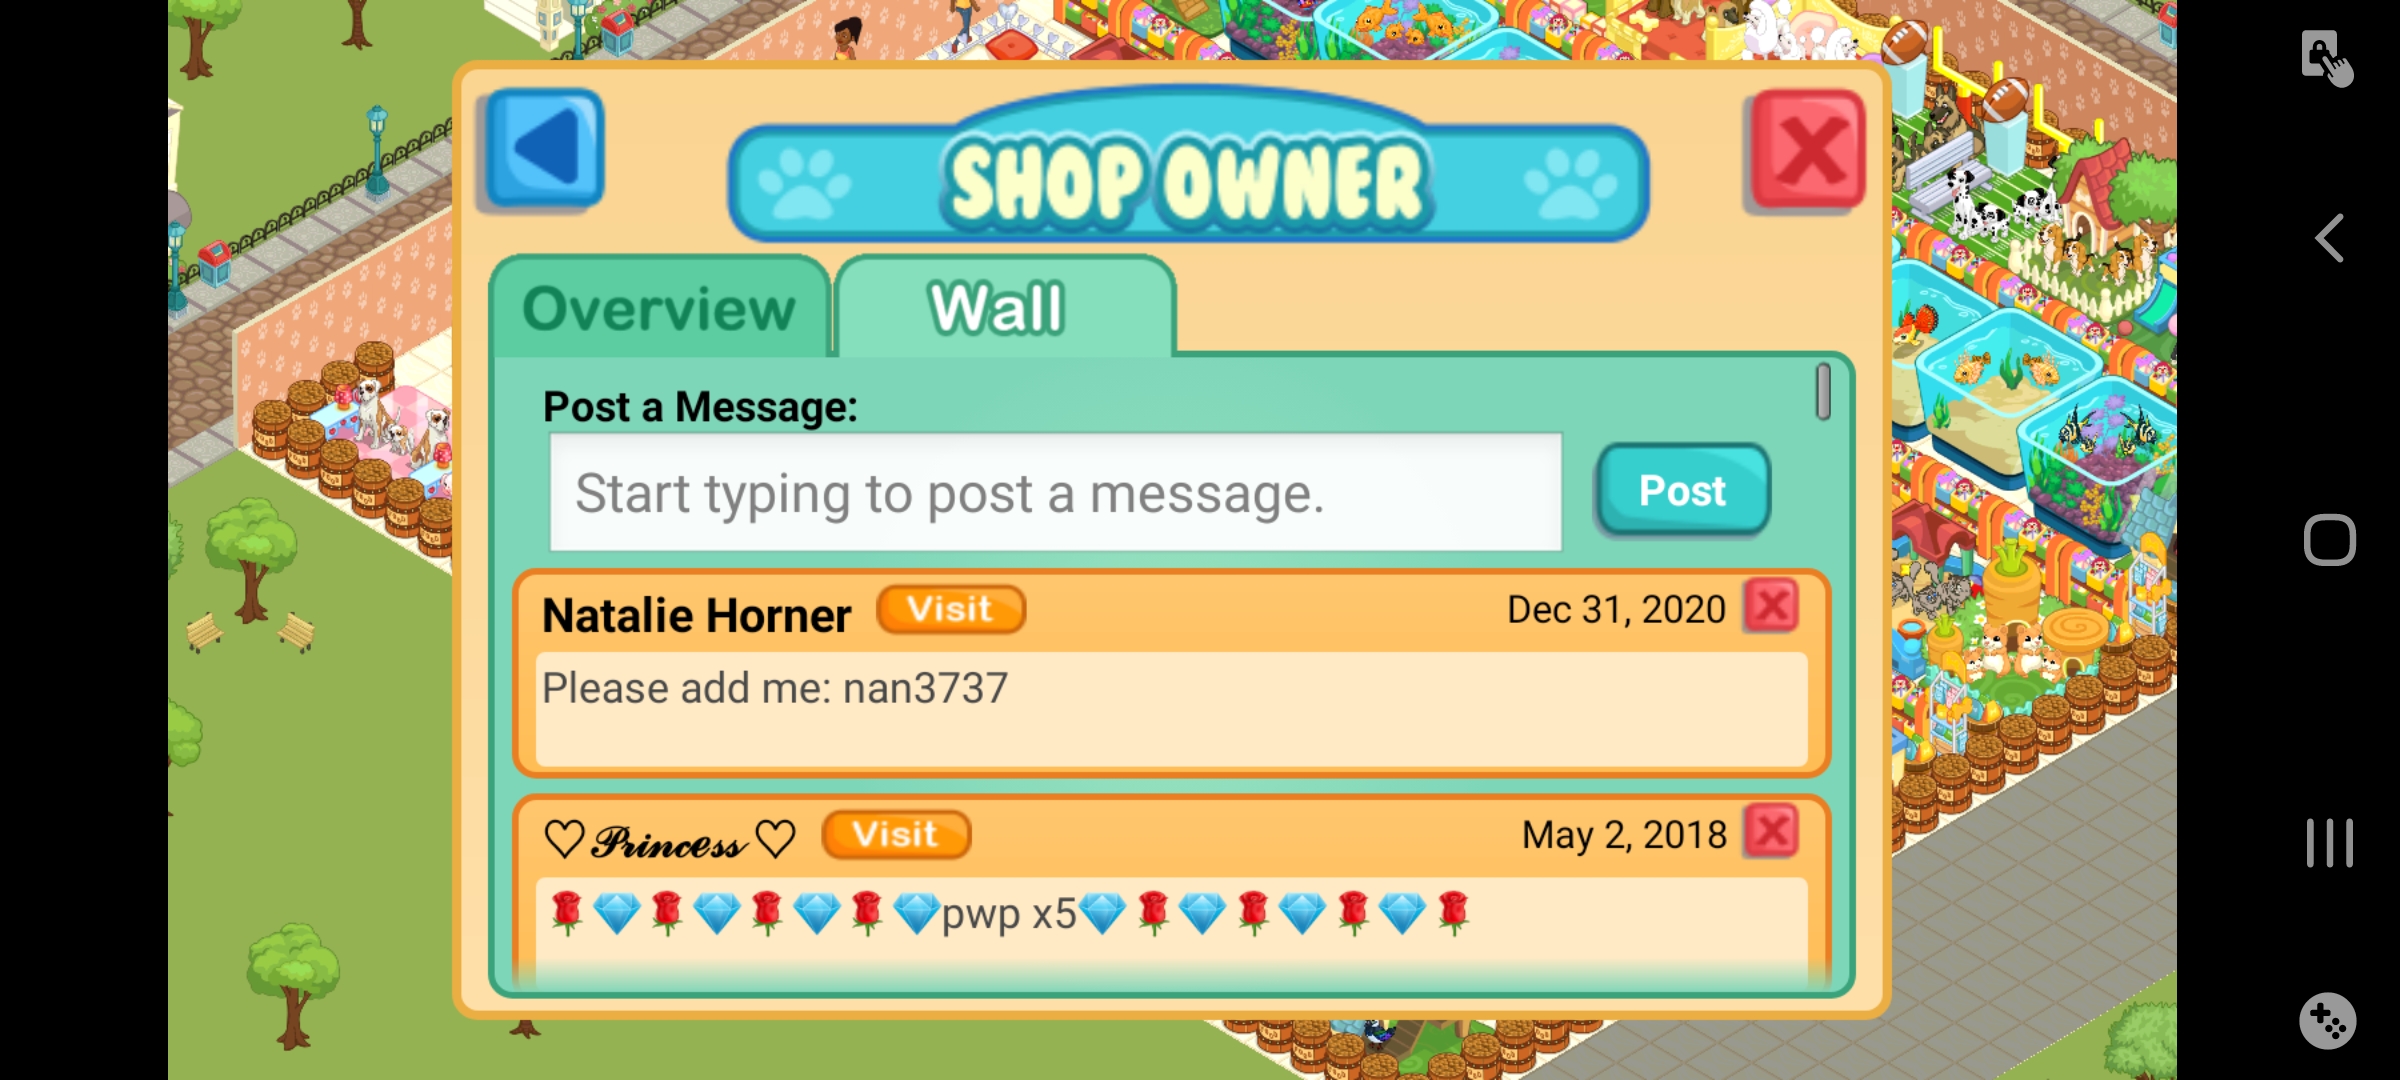 SHOP OWNER
Overview
Wall
Post a Message:
Start typing to post a message.
Post
Natalie Horner
Visit
Dec 31, 2020
Please add me: nan3737
♡𝓟𝓻𝓲𝓷𝓬𝓮𝓼𝓼♡
Visit
May 2, 2018
🌹💎🌹💎🌹💎🌹💎pwp x5💎🌹💎🌹💎🌹💎🌹